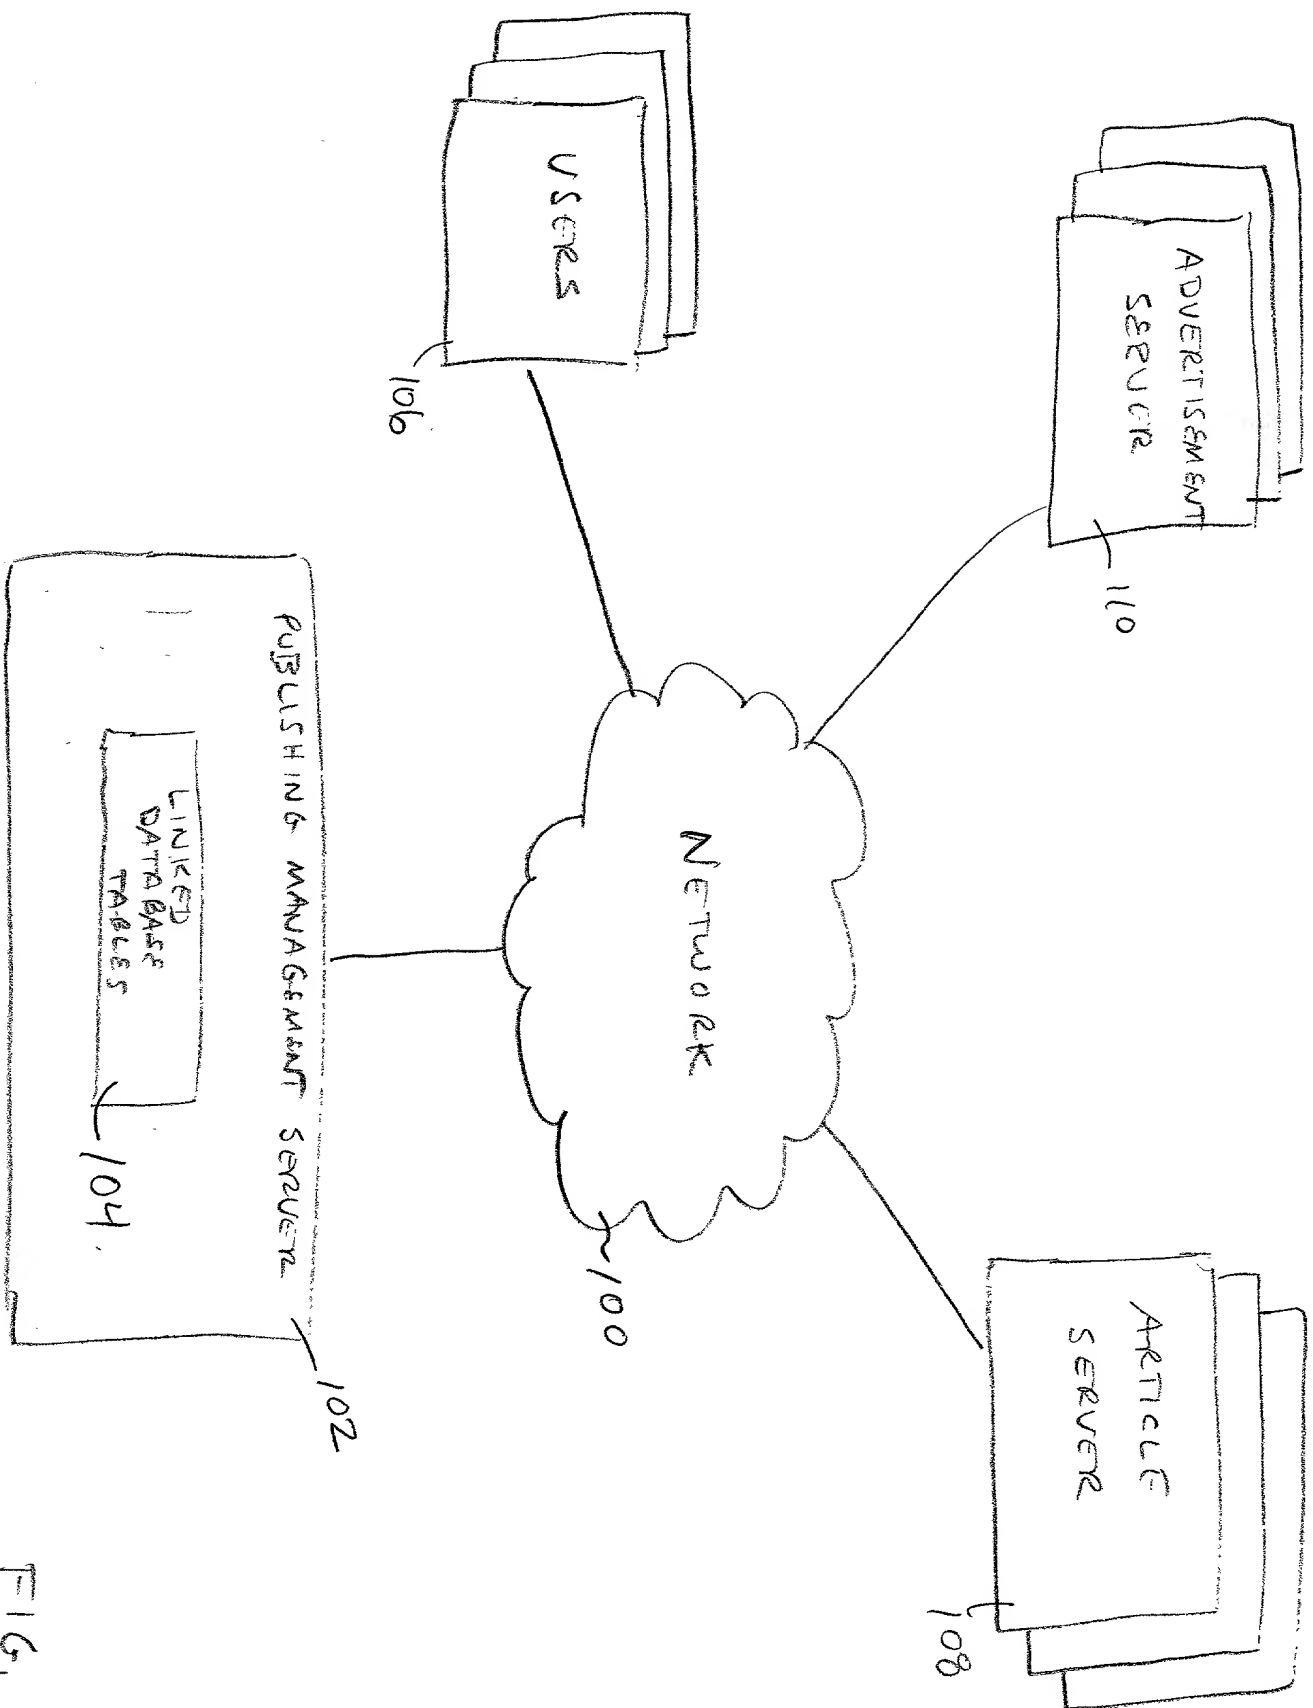 ADVERTISEMENT
SERVER
110
ARTICLE
SERVER
108
USERS
106
NETWORK
100
PUBLISHING MANAGEMENT SERVER
102
LINKED
DATABASE
TABLES
104
FIG.